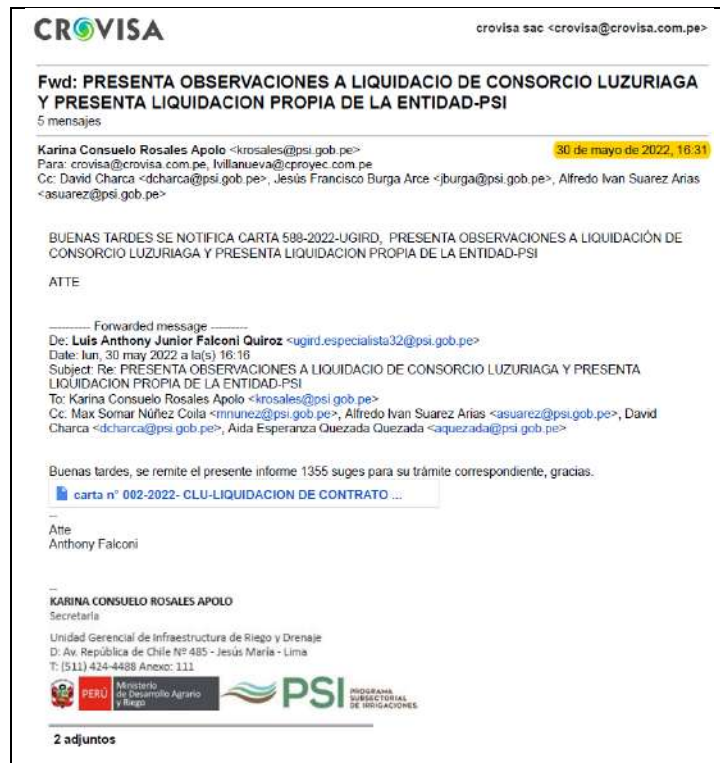 CROVISA
crovisa sac <crovisa@crovisa.com.pe>
Fwd: PRESENTA OBSERVACIONES A LIQUIDACIO DE CONSORCIO LUZURIAGA
Y PRESENTA LIQUIDACION PROPIA DE LA ENTIDAD-PSI
5 mensajes
Karina Consuelo Rosales Apolo <krosales@psi.gob.pe> 30 de mayo de 2022, 16:31
Para: crovisa@crovisa.com.pe, lvillanueva@cproyec.com.pe
Cc: David Charca <dcharca@psi.gob.pe>, Jesús Francisco Burga Arce <jburga@psi.gob.pe>, Alfredo Ivan Suarez Arias
<asuarez@psi.gob.pe>
BUENAS TARDES SE NOTIFICA CARTA 588-2022-UGIRD, PRESENTA OBSERVACIONES A LIQUIDACIÓN DE
CONSORCIO LUZURIAGA Y PRESENTA LIQUIDACION PROPIA DE LA ENTIDAD-PSI
ATTE
---------- Forwarded message ---------
De: Luis Anthony Junior Falconi Quiroz <ugird.especialista32@psi.gob.pe>
Date: lun, 30 may 2022 a la(s) 16:16
Subject: Re: PRESENTA OBSERVACIONES A LIQUIDACIO DE CONSORCIO LUZURIAGA Y PRESENTA
LIQUIDACION PROPIA DE LA ENTIDAD-PSI
To: Karina Consuelo Rosales Apolo <krosales@psi.gob.pe>
Cc: Max Somar Núñez Coila <mnunez@psi.gob.pe>, Alfredo Ivan Suarez Arias <asuarez@psi.gob.pe>, David
Charca <dcharca@psi.gob.pe>, Aida Esperanza Quezada Quezada <aquezada@psi.gob.pe>
Buenas tardes, se remite el presente informe 1355 suges para su trámite correspondiente, gracias.
carta n° 002-2022- CLU-LIQUIDACION DE CONTRATO ...
--
Atte
Anthony Falconi
--
KARINA CONSUELO ROSALES APOLO
Secretaria
Unidad Gerencial de Infraestructura de Riego y Drenaje
D: Av. República de Chile Nº 485 - Jesús María - Lima
T: (511) 424-4488 Anexo: 111
PERÚ Ministerio de Desarrollo Agrario y Riego PSI PROGRAMA SUBSECTORIAL DE IRRIGACIONES
2 adjuntos